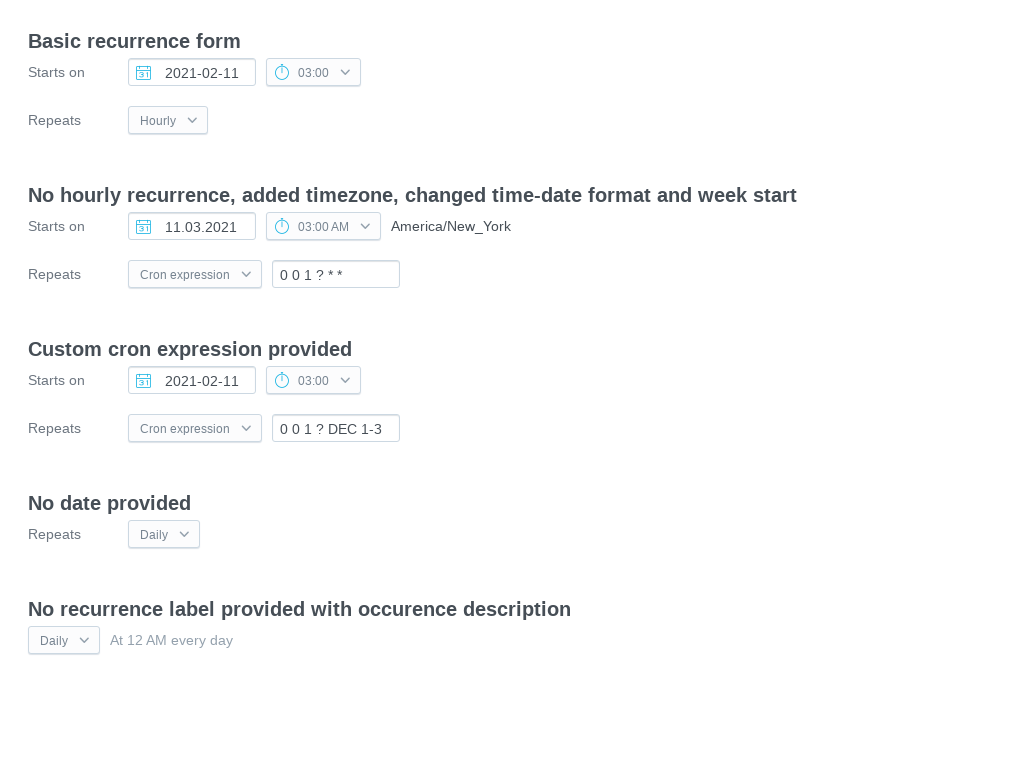 Basic recurrence form
Starts on 2021-02-11 03:00
Repeats Hourly
No hourly recurrence, added timezone, changed time-date format and week start
Starts on 11.03.2021 03:00 AM America/New_York
Repeats Cron expression 0 0 1 ? * *
Custom cron expression provided
Starts on 2021-02-11 03:00
Repeats Cron expression 0 0 1 ? DEC 1-3
No date provided
Repeats Daily
No recurrence label provided with occurence description
Daily At 12 AM every day